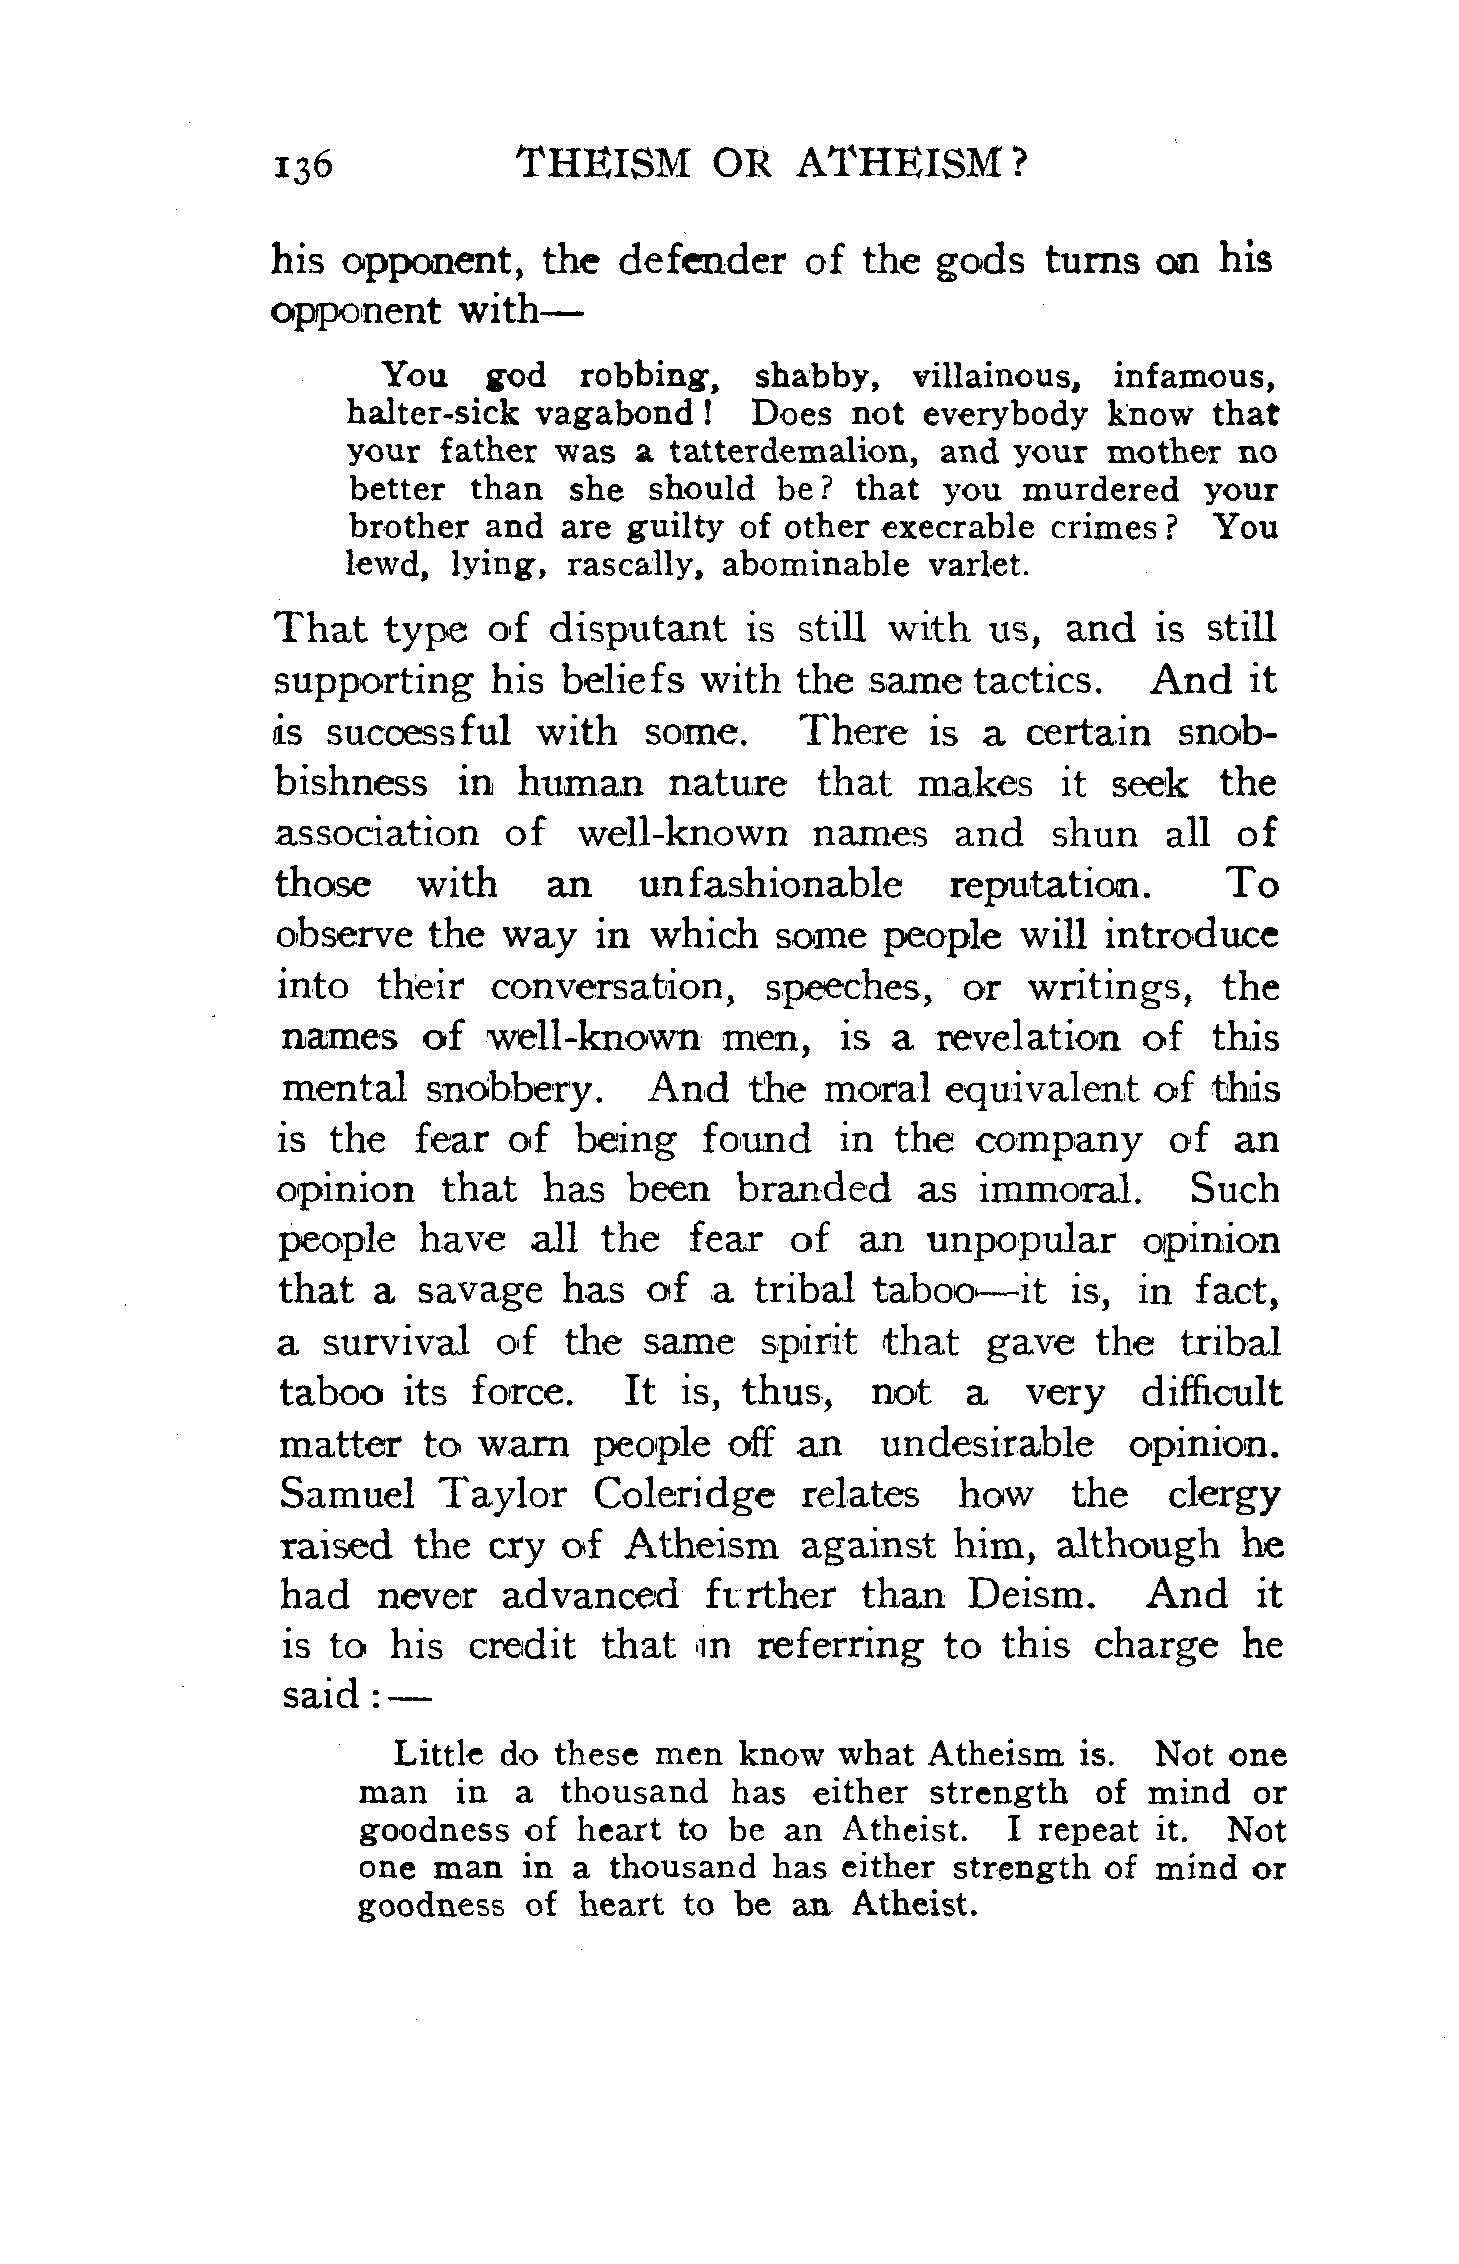 136 THEISM OR ATHEISM?
his opponent, the defender of the gods turns on his
opponent with—
You god robbing, shabby, villainous, infamous,
halter-sick vagabond! Does not everybody know that
your father was a tatterdemalion, and your mother no
better than she should be? that you murdered your
brother and are guilty of other execrable crimes? You
lewd, lying, rascally, abominable varlet.
That type of disputant is still with us, and is still
supporting his beliefs with the same tactics. And it
is successful with some. There is a certain snob-
bishness in human nature that makes it seek the
association of well-known names and shun all of
those with an unfashionable reputation. To
observe the way in which some people will introduce
into their conversation, speeches, or writings, the
names of well-known men, is a revelation of this
mental snobbery. And the moral equivalent of this
is the fear of being found in the company of an
opinion that has been branded as immoral. Such
people have all the fear of an unpopular opinion
that a savage has of a tribal taboo—it is, in fact,
a survival of the same spirit that gave the tribal
taboo its force. It is, thus, not a very difficult
matter to warn people off an undesirable opinion.
Samuel Taylor Coleridge relates how the clergy
raised the cry of Atheism against him, although he
had never advanced further than Deism. And it
is to his credit that in referring to this charge he
said:—
Little do these men know what Atheism is. Not one
man in a thousand has either strength of mind or
goodness of heart to be an Atheist. I repeat it. Not
one man in a thousand has either strength of mind or
goodness of heart to be an Atheist.